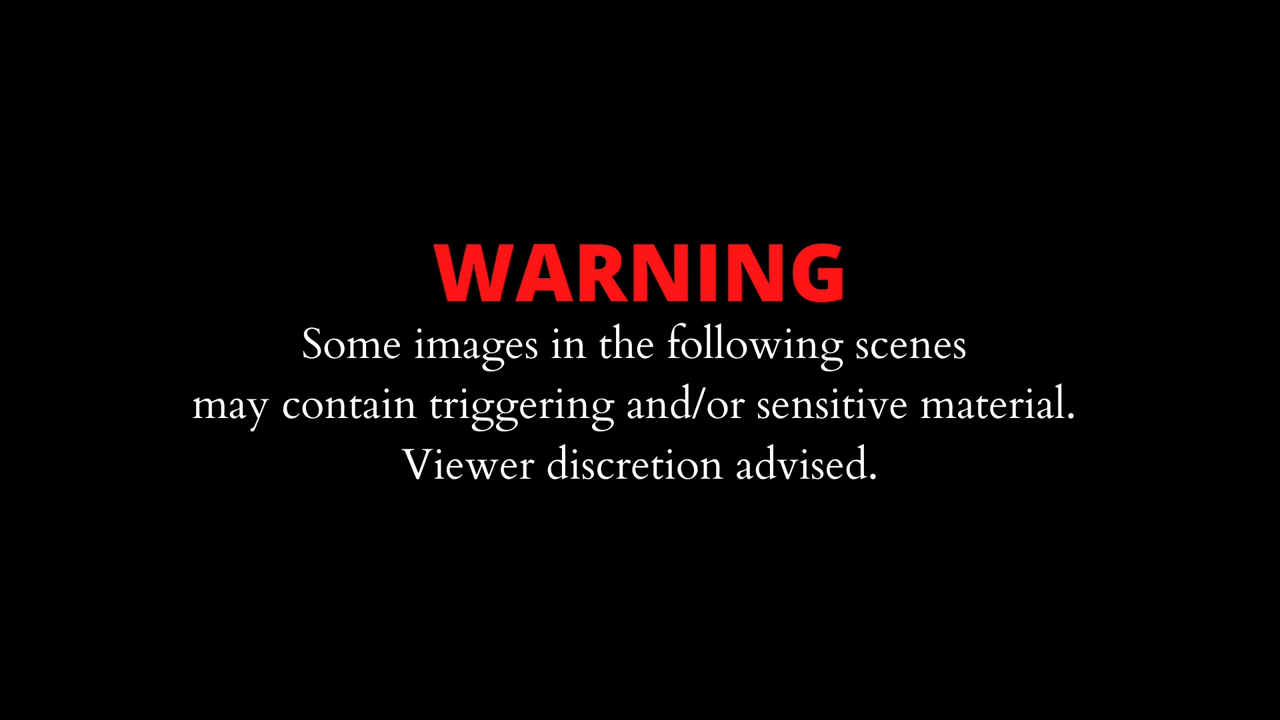 WARNING
Some images in the following scenes
may contain triggering and/or sensitive material.
Viewer discretion advised.